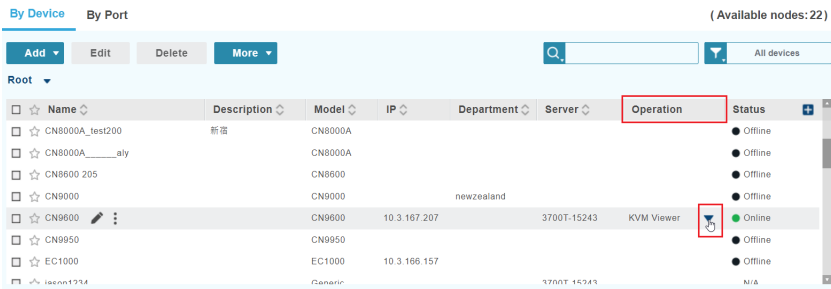 By Device By Port (Available nodes:22)
Add Edit Delete More All devices
Root
Name Description Model IP Department Server Operation Status
CN8000A_test200 新宿 CN8000A Offline
CN8000A______aly CN8000A Offline
CN8600 205 CN8600 Offline
CN9000 CN9000 newzealand Offline
CN9600 CN9600 10.3.167.207 3700T-15243 KVM Viewer Online
CN9950 CN9950 Offline
EC1000 EC1000 10.3.166.157 Offline
jason1234 Generic 3700T-15243 N/A